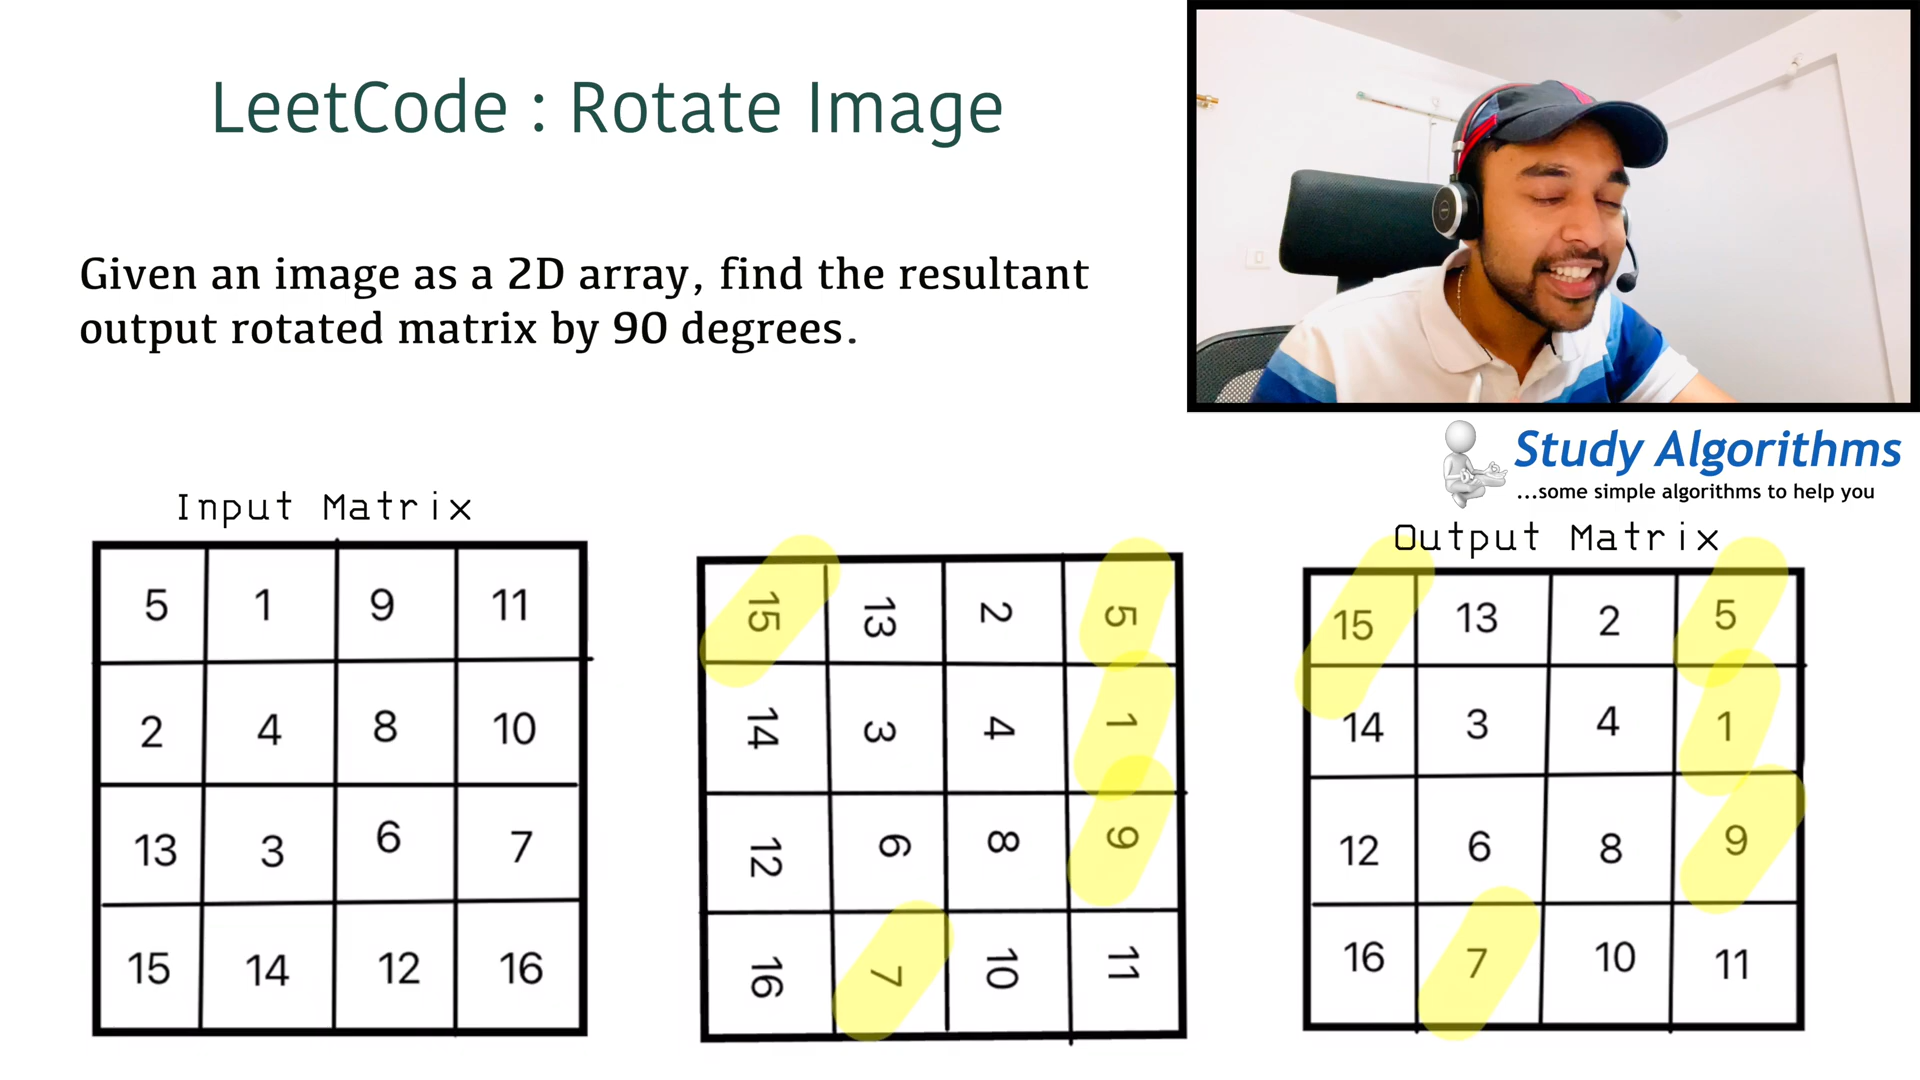 LeetCode : Rotate Image
Given an image as a 2D array, find the resultant
output rotated matrix by 90 degrees.
Study Algorithms
...some simple algorithms to help you
Input Matrix
5 1 9 11
2 4 8 10
13 3 6 7
15 14 12 16
15 13 2 5
14 3 4 1
12 6 8 9
16 7 10 11
Output Matrix
15 13 2 5
14 3 4 1
12 6 8 9
16 7 10 11